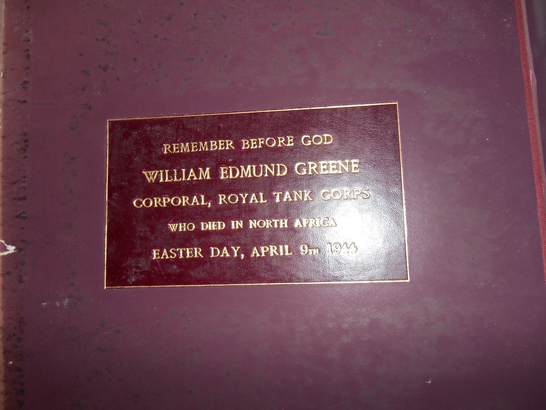 REMEMBER BEFORE GOD
WILLIAM EDMUND GREENE
CORPORAL, ROYAL TANK CORPS
WHO DIED IN NORTH AFRICA
EASTER DAY, APRIL 9TH 1944